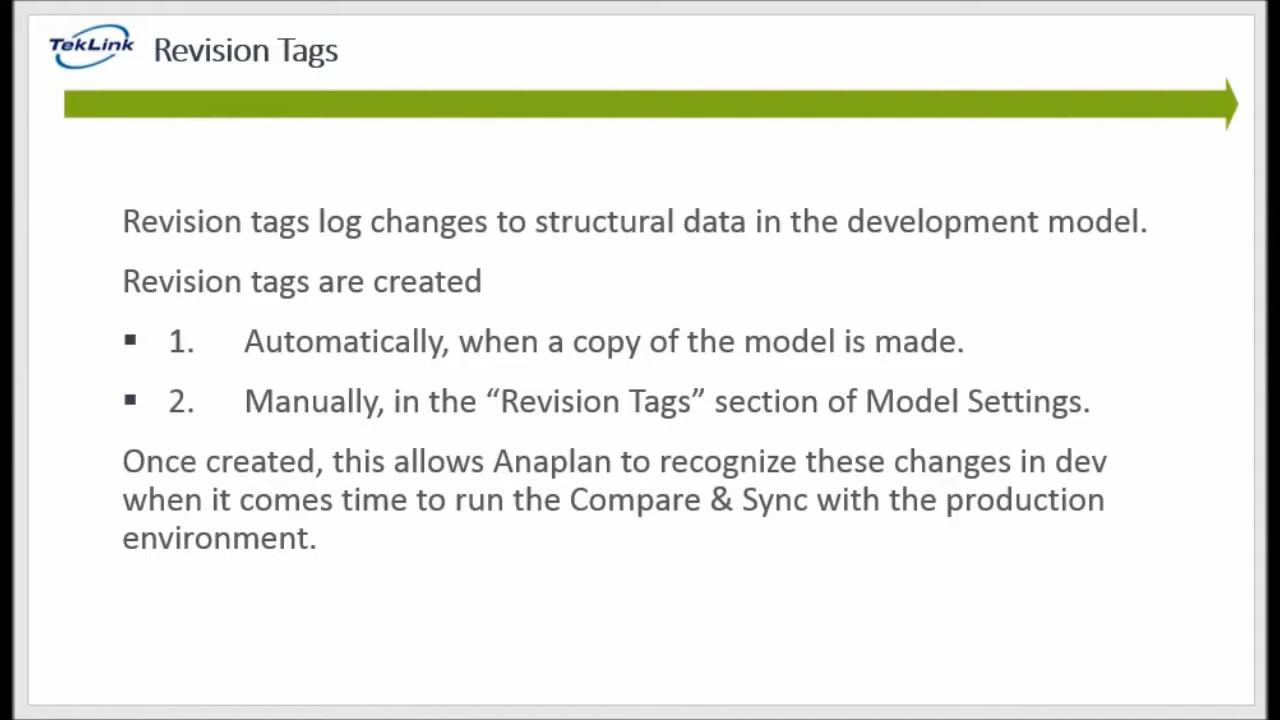 TekLink
Revision Tags
Revision tags log changes to structural data in the development model.
Revision tags are created
▪ 1. Automatically, when a copy of the model is made.
▪ 2. Manually, in the “Revision Tags” section of Model Settings.
Once created, this allows Anaplan to recognize these changes in dev
when it comes time to run the Compare & Sync with the production
environment.